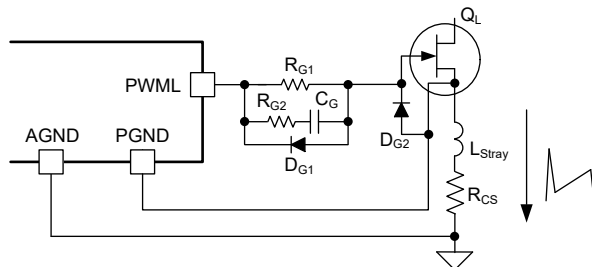 Q_L
R_G1
PWML
R_G2
C_G
AGND
PGND
D_G2
L_Stray
D_G1
R_CS